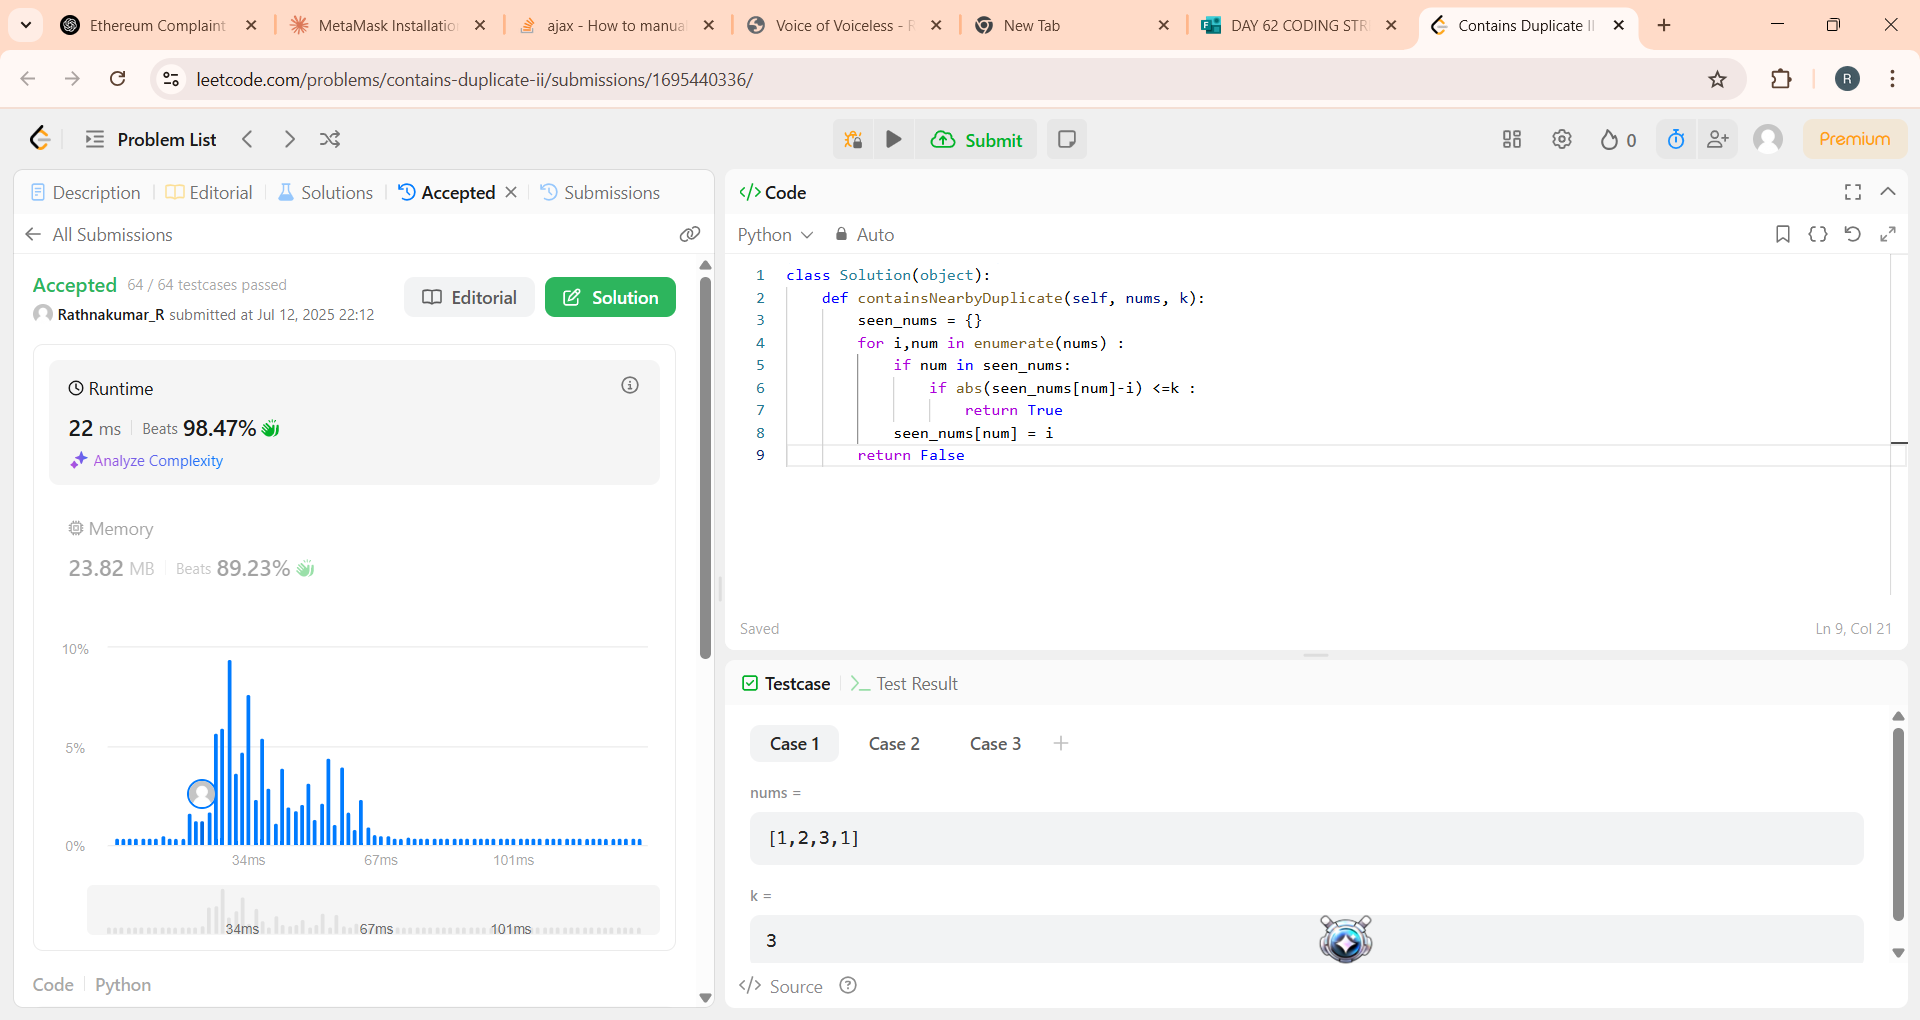 Ethereum Complaint
MetaMask Installatio
ajax - How to manua
Voice of Voiceless - R
New Tab
DAY 62 CODING STR
Contains Duplicate II
leetcode.com/problems/contains-duplicate-ii/submissions/1695440336/
R
Problem List
Submit
0
Premium
Description
Editorial
Solutions
Accepted
Submissions
All Submissions
Accepted 64 / 64 testcases passed
Rathnakumar_R submitted at Jul 12, 2025 22:12
Editorial
Solution
Runtime
22 ms Beats 98.47%
Analyze Complexity
Memory
23.82 MB Beats 89.23%
10%
5%
0%
34ms 67ms 101ms
34ms 67ms 101ms
Code Python
</> Code
Python Auto
1 class Solution(object):
2 def containsNearbyDuplicate(self, nums, k):
3 seen_nums = {}
4 for i,num in enumerate(nums) :
5 if num in seen_nums:
6 if abs(seen_nums[num]-i) <=k :
7 return True
8 seen_nums[num] = i
9 return False
Saved
Ln 9, Col 21
Testcase
Test Result
Case 1 Case 2 Case 3
nums =
[1,2,3,1]
k =
3
</> Source